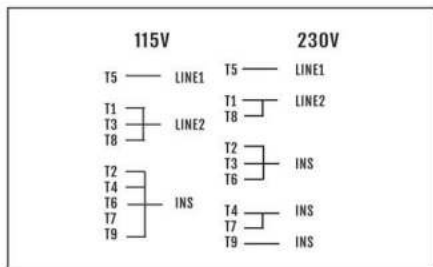 115V
T5 LINE1
T1
T3 LINE2
T8
T2
T4
T6 INS
T7
T9
230V
T5 LINE1
T1 LINE2
T8
T2
T3 INS
T6
T4 INS
T7
T9 INS